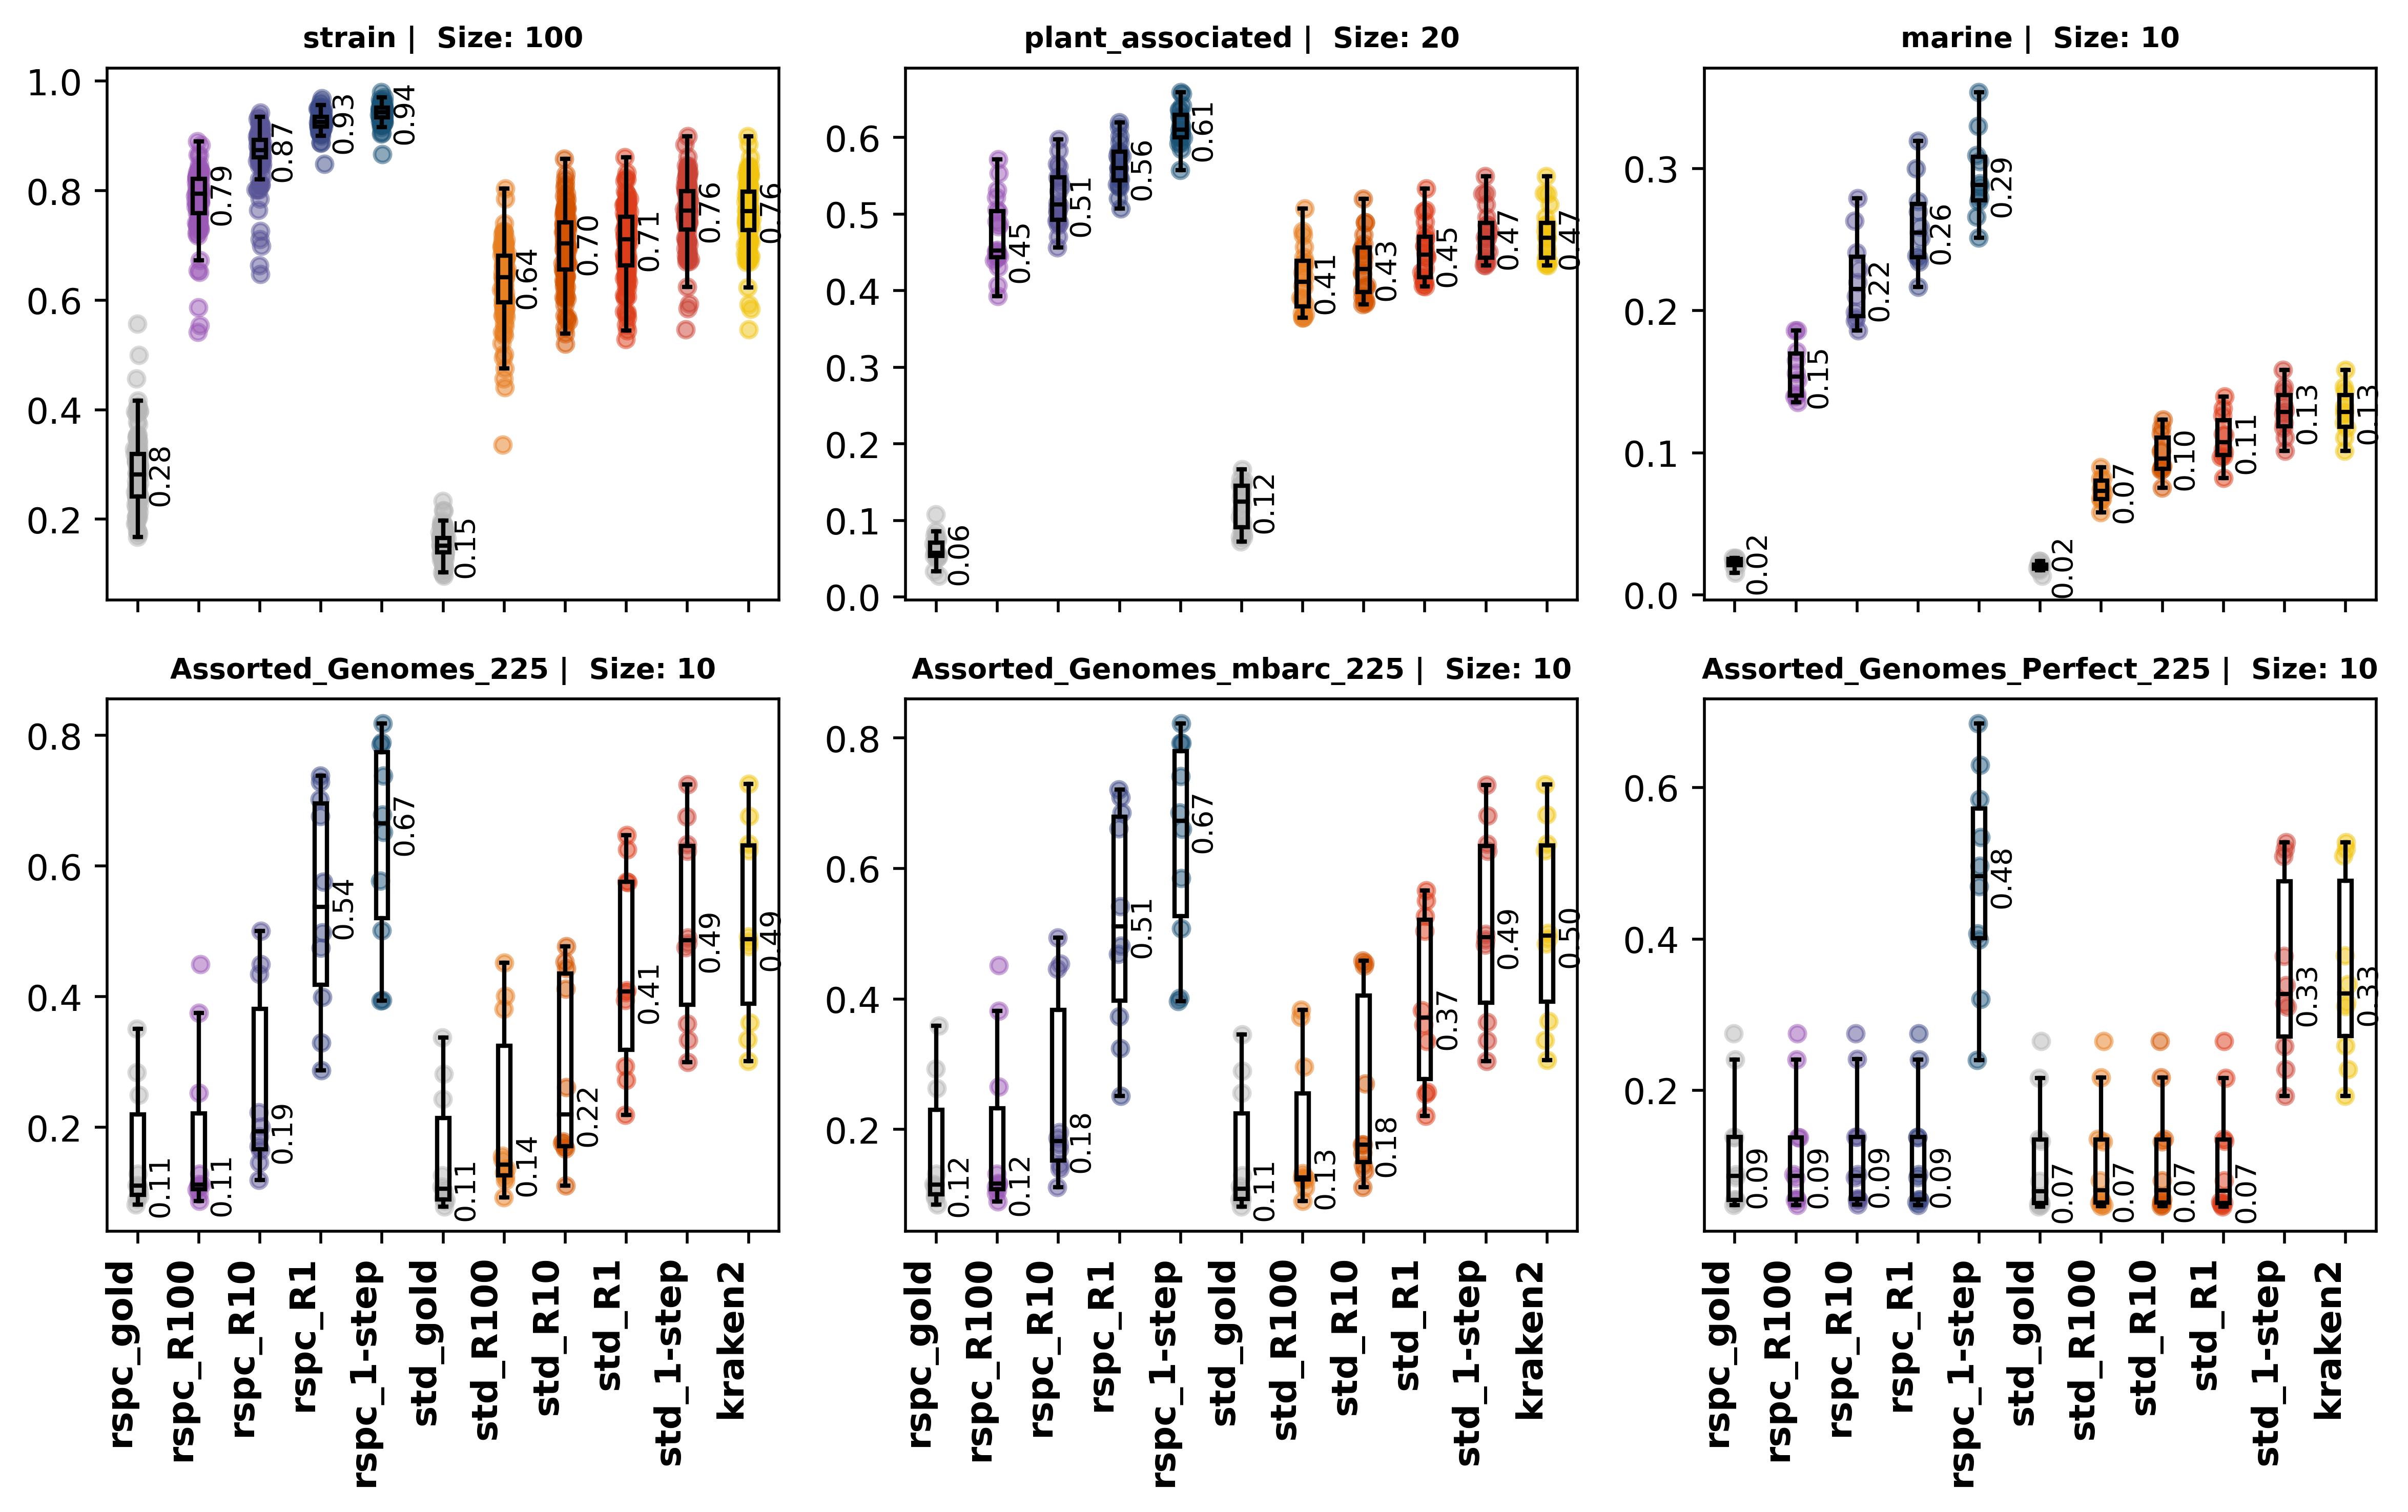 strain |  Size: 100
1.0
0.8
0.6
0.4
0.2
0.28
0.79
0.87
0.93
0.94
0.15
0.64
0.70
0.71
0.76
0.76
plant_associated |  Size: 20
0.6
0.5
0.4
0.3
0.2
0.1
0.0
0.06
0.45
0.51
0.56
0.61
0.12
0.41
0.43
0.45
0.47
0.47
marine |  Size: 10
0.3
0.2
0.1
0.0
0.02
0.15
0.22
0.26
0.29
0.02
0.07
0.10
0.11
0.13
0.13
Assorted_Genomes_225 |  Size: 10
0.8
0.6
0.4
0.2
0.11
0.11
0.19
0.54
0.67
0.11
0.14
0.22
0.41
0.49
0.49
rspc_gold
rspc_R100
rspc_R10
rspc_R1
rspc_1-step
std_gold
std_R100
std_R10
std_R1
std_1-step
kraken2
Assorted_Genomes_mbarc_225 |  Size: 10
0.8
0.6
0.4
0.2
0.12
0.12
0.18
0.51
0.67
0.11
0.13
0.18
0.37
0.49
0.50
rspc_gold
rspc_R100
rspc_R10
rspc_R1
rspc_1-step
std_gold
std_R100
std_R10
std_R1
std_1-step
kraken2
Assorted_Genomes_Perfect_225 |  Size: 10
0.6
0.4
0.2
0.09
0.09
0.09
0.09
0.48
0.07
0.07
0.07
0.07
0.33
0.33
rspc_gold
rspc_R100
rspc_R10
rspc_R1
rspc_1-step
std_gold
std_R100
std_R10
std_R1
std_1-step
kraken2